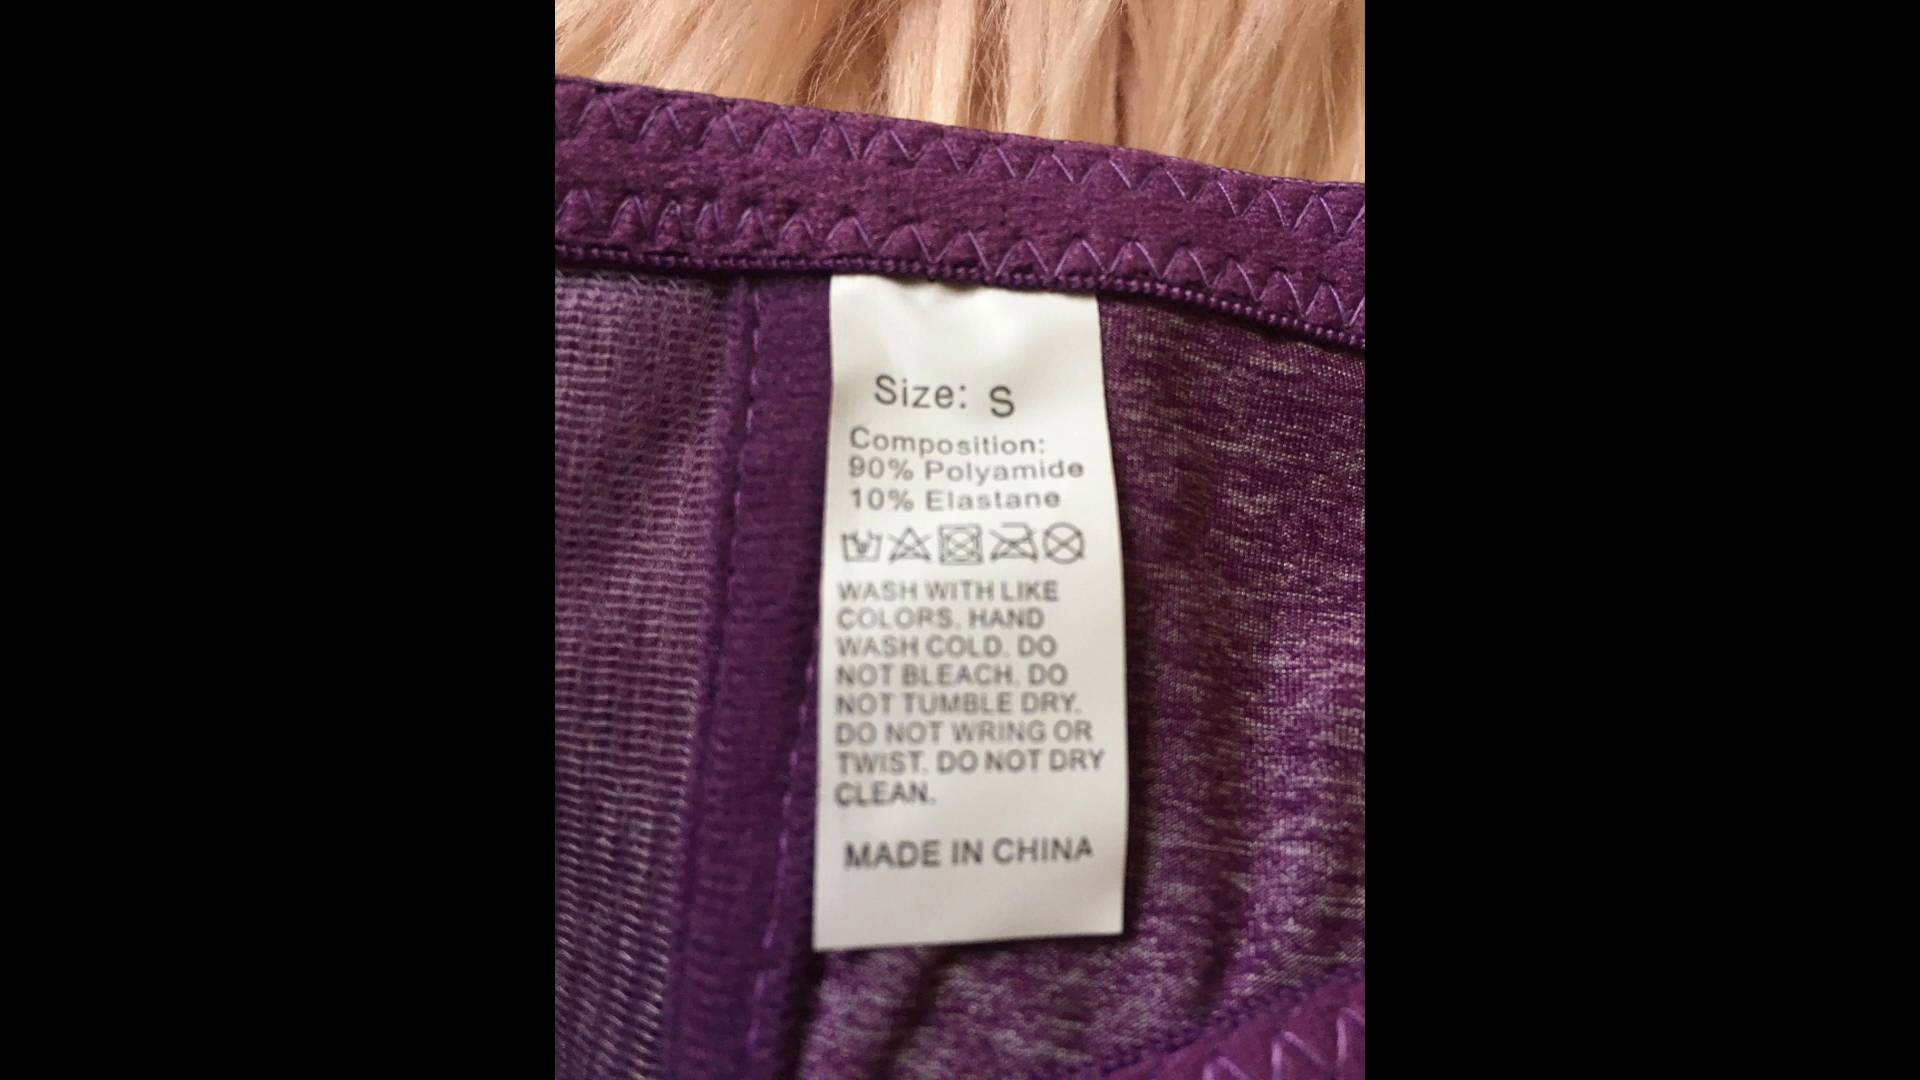 Size: S
Composition:
90% Polyamide
10% Elastane
WASH WITH LIKE
COLORS. HAND
WASH COLD. DO
NOT BLEACH. DO
NOT TUMBLE DRY.
DO NOT WRING OR
TWIST. DO NOT DRY
CLEAN.
MADE IN CHINA